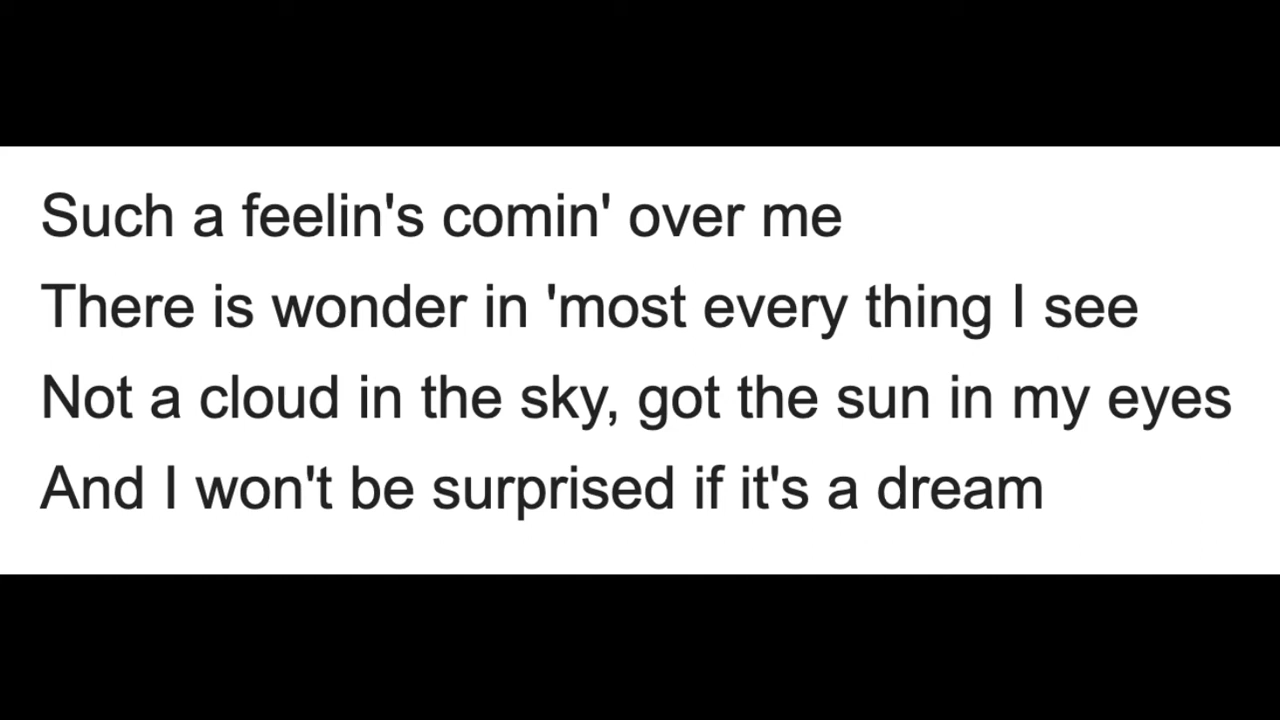 Such a feelin's comin' over me
There is wonder in 'most every thing I see
Not a cloud in the sky, got the sun in my eyes
And I won't be surprised if it's a dream